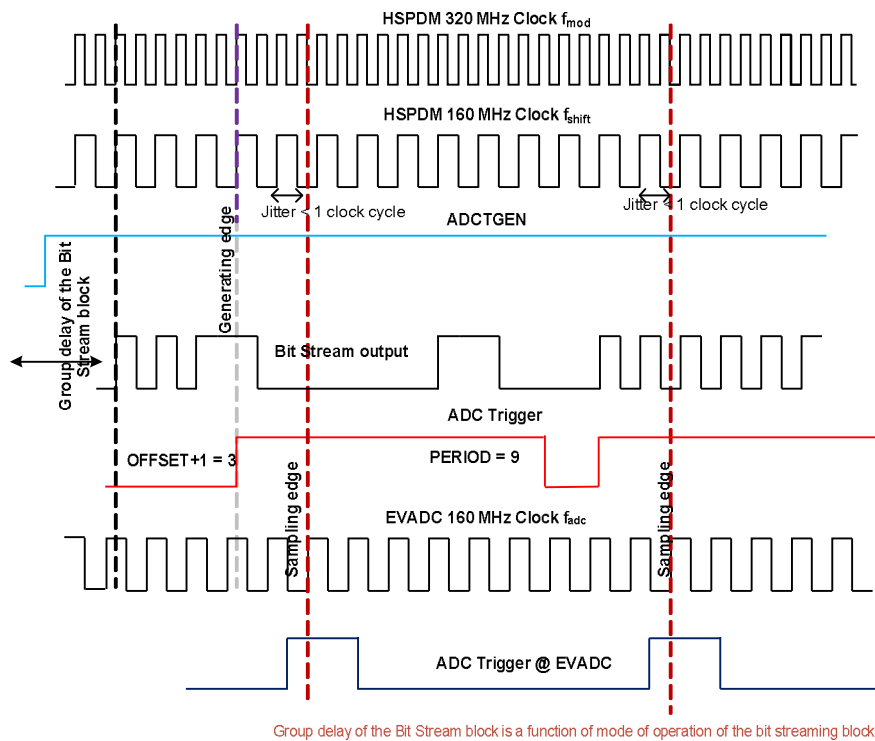 HSPDM 320 MHz Clock fmod
HSPDM 160 MHz Clock fshift
Jitter < 1 clock cycle
Jitter < 1 clock cycle
ADCTGEN
Group delay of the Bit
Stream block
Generating edge
Bit Stream output
ADC Trigger
OFFSET+1 = 3
PERIOD = 9
Sampling edge
Sampling edge
EVADC 160 MHz Clock fadc
ADC Trigger @ EVADC
Group delay of the Bit Stream block is a function of mode of operation of the bit streaming block